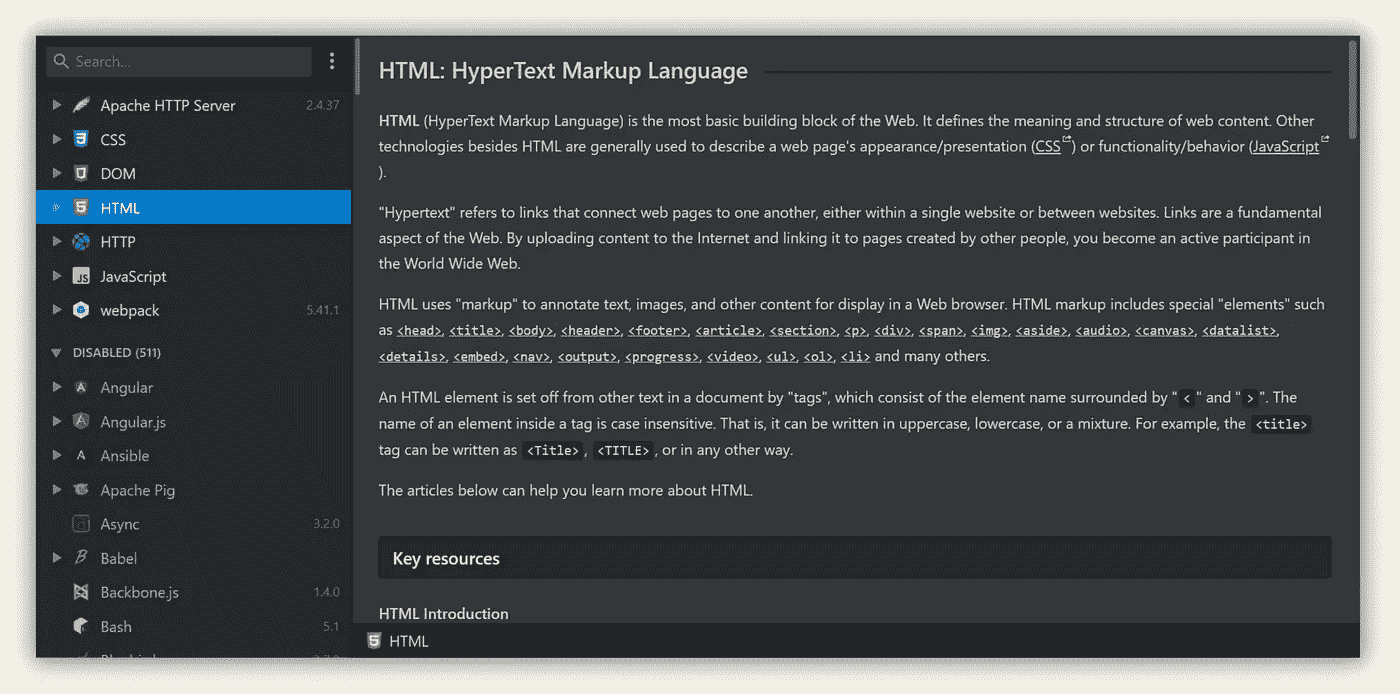 Search...
Apache HTTP Server 2.4.37
CSS
DOM
HTML
HTTP
JavaScript
webpack 5.41.1
DISABLED (511)
Angular
Angular.js
Ansible
Apache Pig
Async 3.2.0
Babel
Backbone.js 1.4.0
Bash 5.1
HTML: HyperText Markup Language
HTML (HyperText Markup Language) is the most basic building block of the Web. It defines the meaning and structure of web content. Other
technologies besides HTML are generally used to describe a web page's appearance/presentation (CSS) or functionality/behavior (JavaScript
).
"Hypertext" refers to links that connect web pages to one another, either within a single website or between websites. Links are a fundamental
aspect of the Web. By uploading content to the Internet and linking it to pages created by other people, you become an active participant in
the World Wide Web.
HTML uses "markup" to annotate text, images, and other content for display in a Web browser. HTML markup includes special "elements" such
as <head>, <title>, <body>, <header>, <footer>, <article>, <section>, <p>, <div>, <span>, <img>, <aside>, <audio>, <canvas>, <datalist>,
<details>, <embed>, <nav>, <output>, <progress>, <video>, <ul>, <ol>, <li> and many others.
An HTML element is set off from other text in a document by "tags", which consist of the element name surrounded by "<" and ">". The
name of an element inside a tag is case insensitive. That is, it can be written in uppercase, lowercase, or a mixture. For example, the <title>
tag can be written as <Title>, <TITLE>, or in any other way.
The articles below can help you learn more about HTML.
Key resources
HTML Introduction
HTML